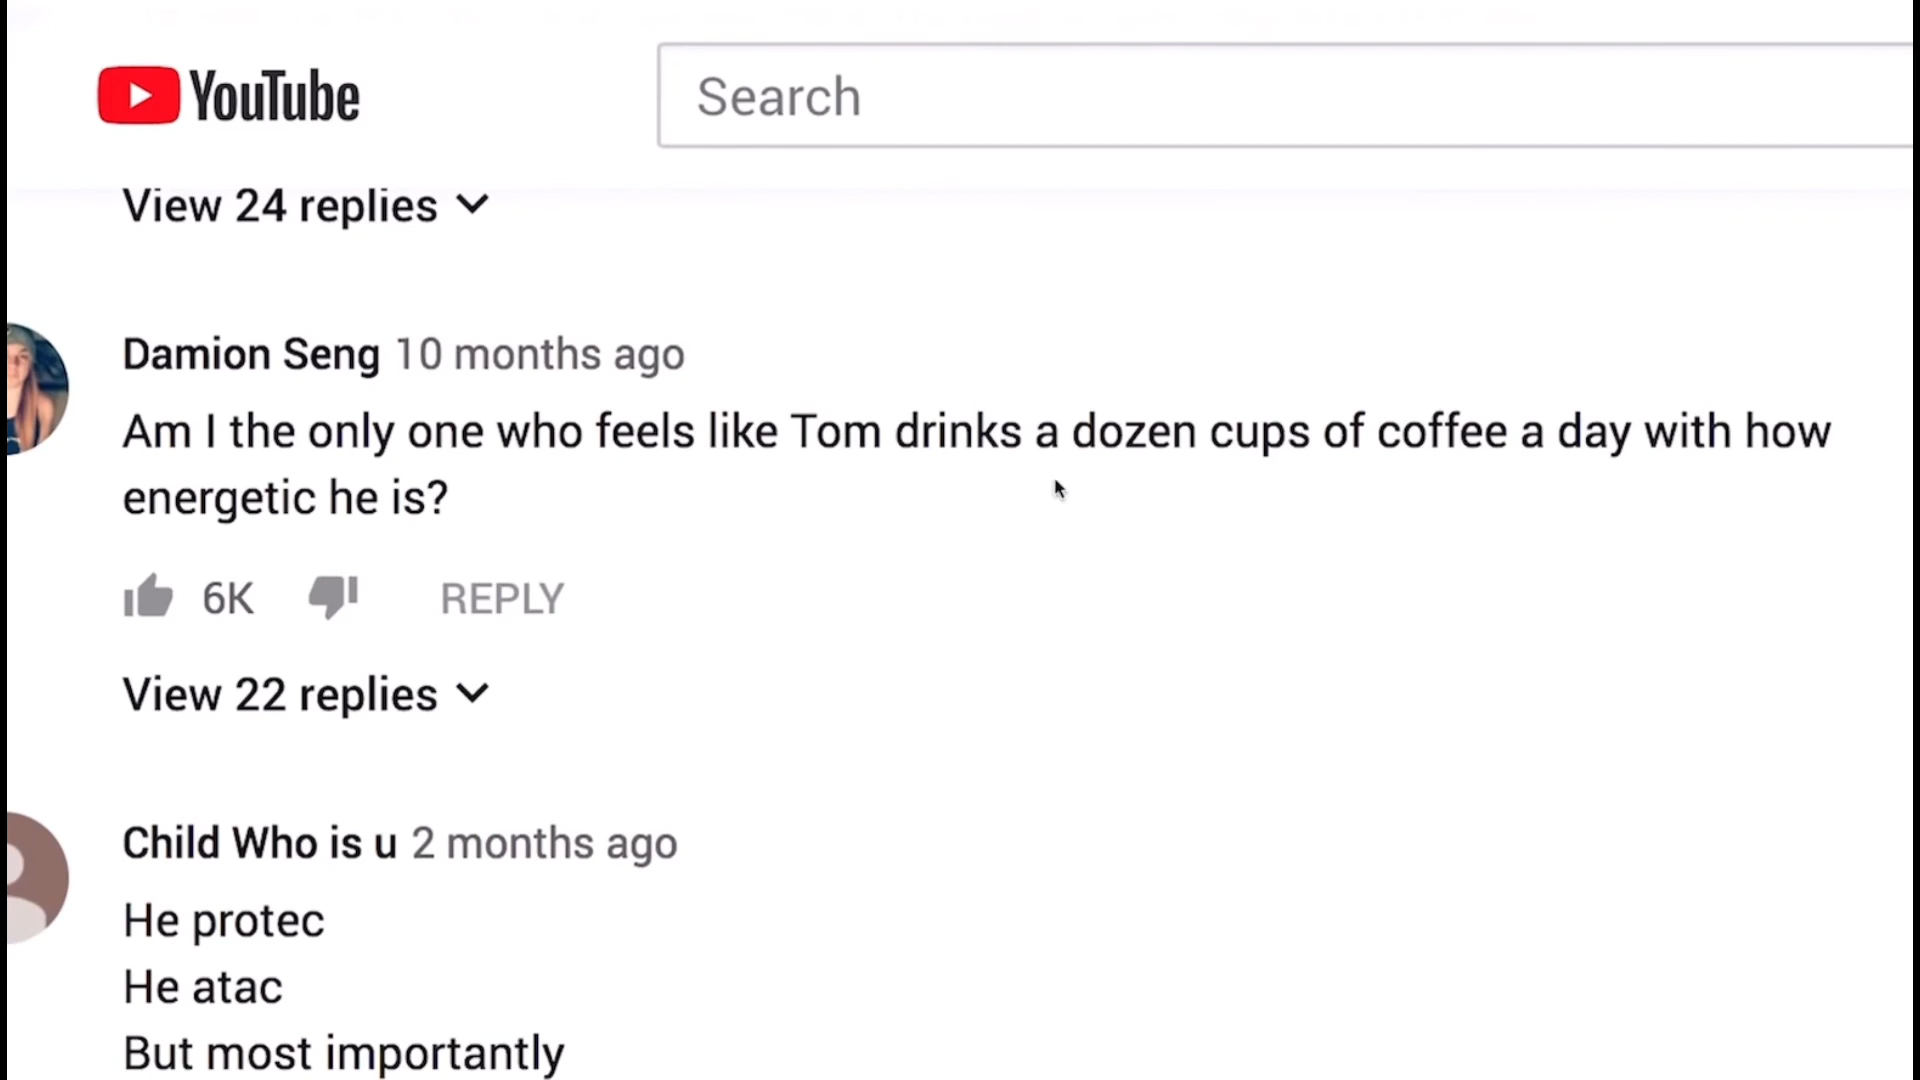 YouTube
Search
View 24 replies
Damion Seng 10 months ago
Am I the only one who feels like Tom drinks a dozen cups of coffee a day with how
energetic he is?
6K REPLY
View 22 replies
Child Who is u 2 months ago
He protec
He atac
But most importantly